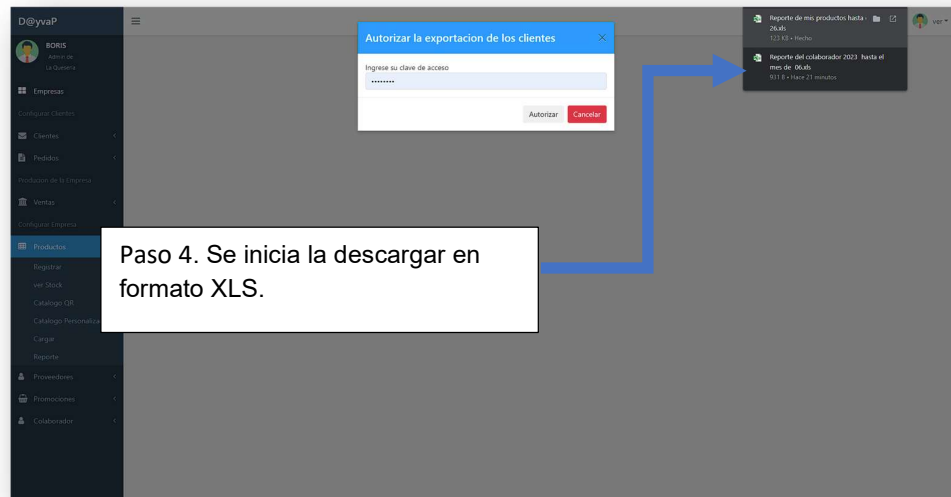 D@yvaP
BORIS
Admin de
La Quesera
Empresas
Configurar Clientes
Clientes
Pedidos
Produccion de la Empresa
Ventas
Configurar Empresa
Productos
Registrar
ver Stock
Catalogo QR
Catalogo Personaliza
Cargar
Reporte
Proveedores
Promociones
Colaborador
Autorizar la exportacion de los clientes
Ingrese su clave de acceso
••••••••
Autorizar
Cancelar
Reporte de mis productos hasta
26.xls
123 KB • Hecho
Reporte del colaborador 2023 hasta el
mes de 06.xls
931 B • Hace 21 minutos
ver
Paso 4. Se inicia la descargar en
formato XLS.